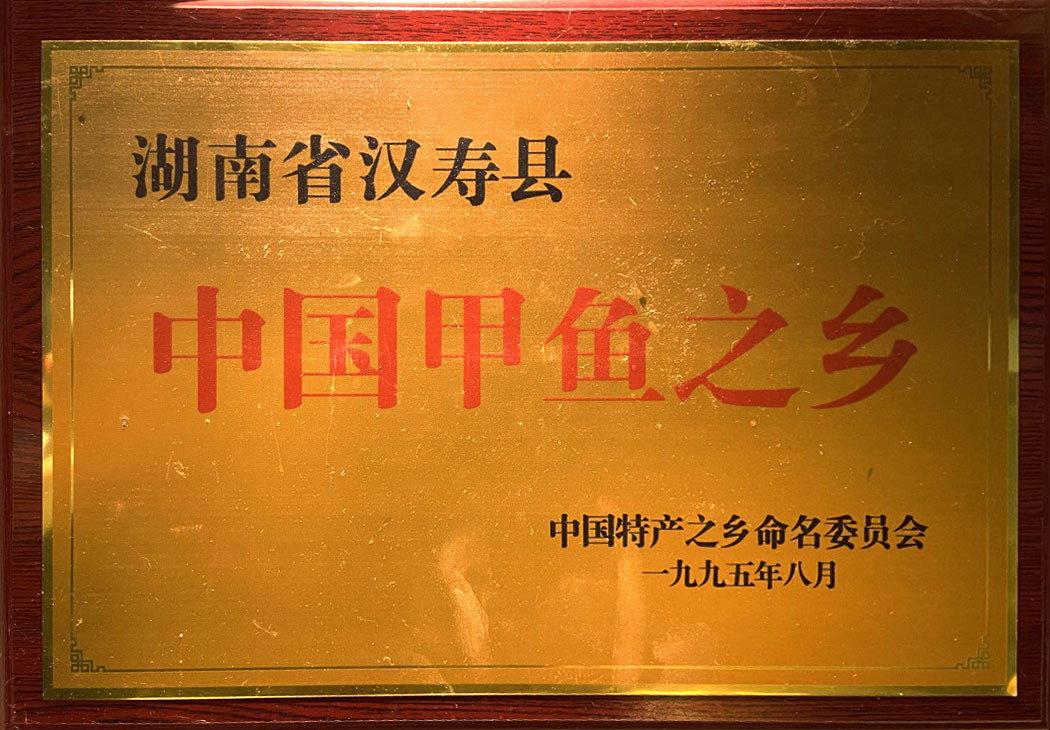 湖南省汉寿县
中国甲鱼之乡
中国特产之乡命名委员会
一九九五年八月